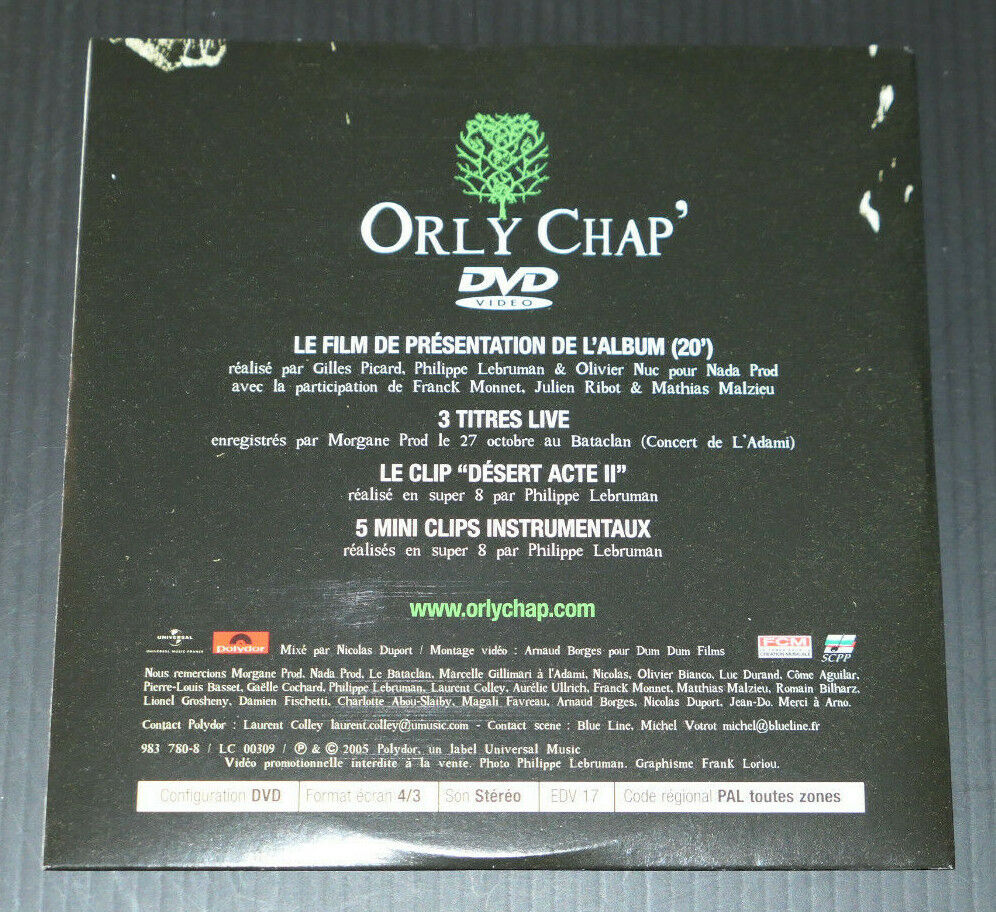 ORLY CHAP'
DVD
VIDEO
LE FILM DE PRÉSENTATION DE L'ALBUM (20')
réalisé par Gilles Picard, Philippe Lebruman & Olivier Nuc pour Nada Prod
avec la participation de Franck Monnet, Julien Ribot & Mathias Malzieu
3 TITRES LIVE
enregistrés par Morgane Prod le 27 octobre au Bataclan (Concert de L'Adami)
LE CLIP "DÉSERT ACTE II"
réalisé en super 8 par Philippe Lebruman
5 MINI CLIPS INSTRUMENTAUX
réalisés en super 8 par Philippe Lebruman
www.orlychap.com
UNIVERSAL
UNIVERSAL MUSIC FRANCE
Polydor
Mixé par Nicolas Duport / Montage vidéo : Arnaud Borges pour Dum Dum Films
FCM
CREATION MUSICALE
SCPP
Nous remercions Morgane Prod, Nada Prod, Le Bataclan, Marcelle Gillimari à l'Adami, Nicolas, Olivier Bianco, Luc Durand, Côme Aguilar,
Pierre-Louis Basset, Gaëlle Cochard, Philippe Lebruman, Laurent Colley, Aurélie Ullrich, Franck Monnet, Matthias Malzieu, Romain Bilharz,
Lionel Grosheny, Damien Fischetti, Charlotte Abou-Slaiby, Magali Favreau, Arnaud Borges, Nicolas Duport, Jean-Do. Merci à Arno.
Contact Polydor : Laurent Colley laurent.colley@umusic.com - Contact scene : Blue Line, Michel Votrot michel@blueline.fr
983 780-8 / LC 00309 / ℗ & © 2005 Polydor, un label Universal Music
Vidéo promotionnelle interdite à la vente. Photo Philippe Lebruman. Graphisme Frank Loriou.
Configuration DVD Format écran 4/3 Son Stéréo EDV 17 Code régional PAL toutes zones